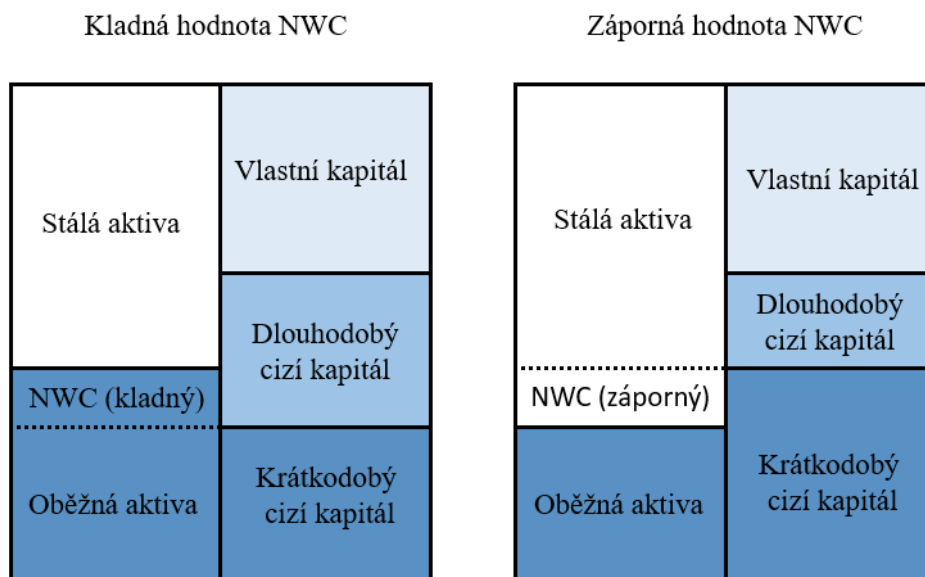 Kladná hodnota NWC
Stálá aktiva
NWC (kladný)
Oběžná aktiva
Vlastní kapitál
Dlouhodobý
cizí kapitál
Krátkodobý
cizí kapitál
Záporná hodnota NWC
Stálá aktiva
NWC (záporný)
Oběžná aktiva
Vlastní kapitál
Dlouhodobý
cizí kapitál
Krátkodobý
cizí kapitál